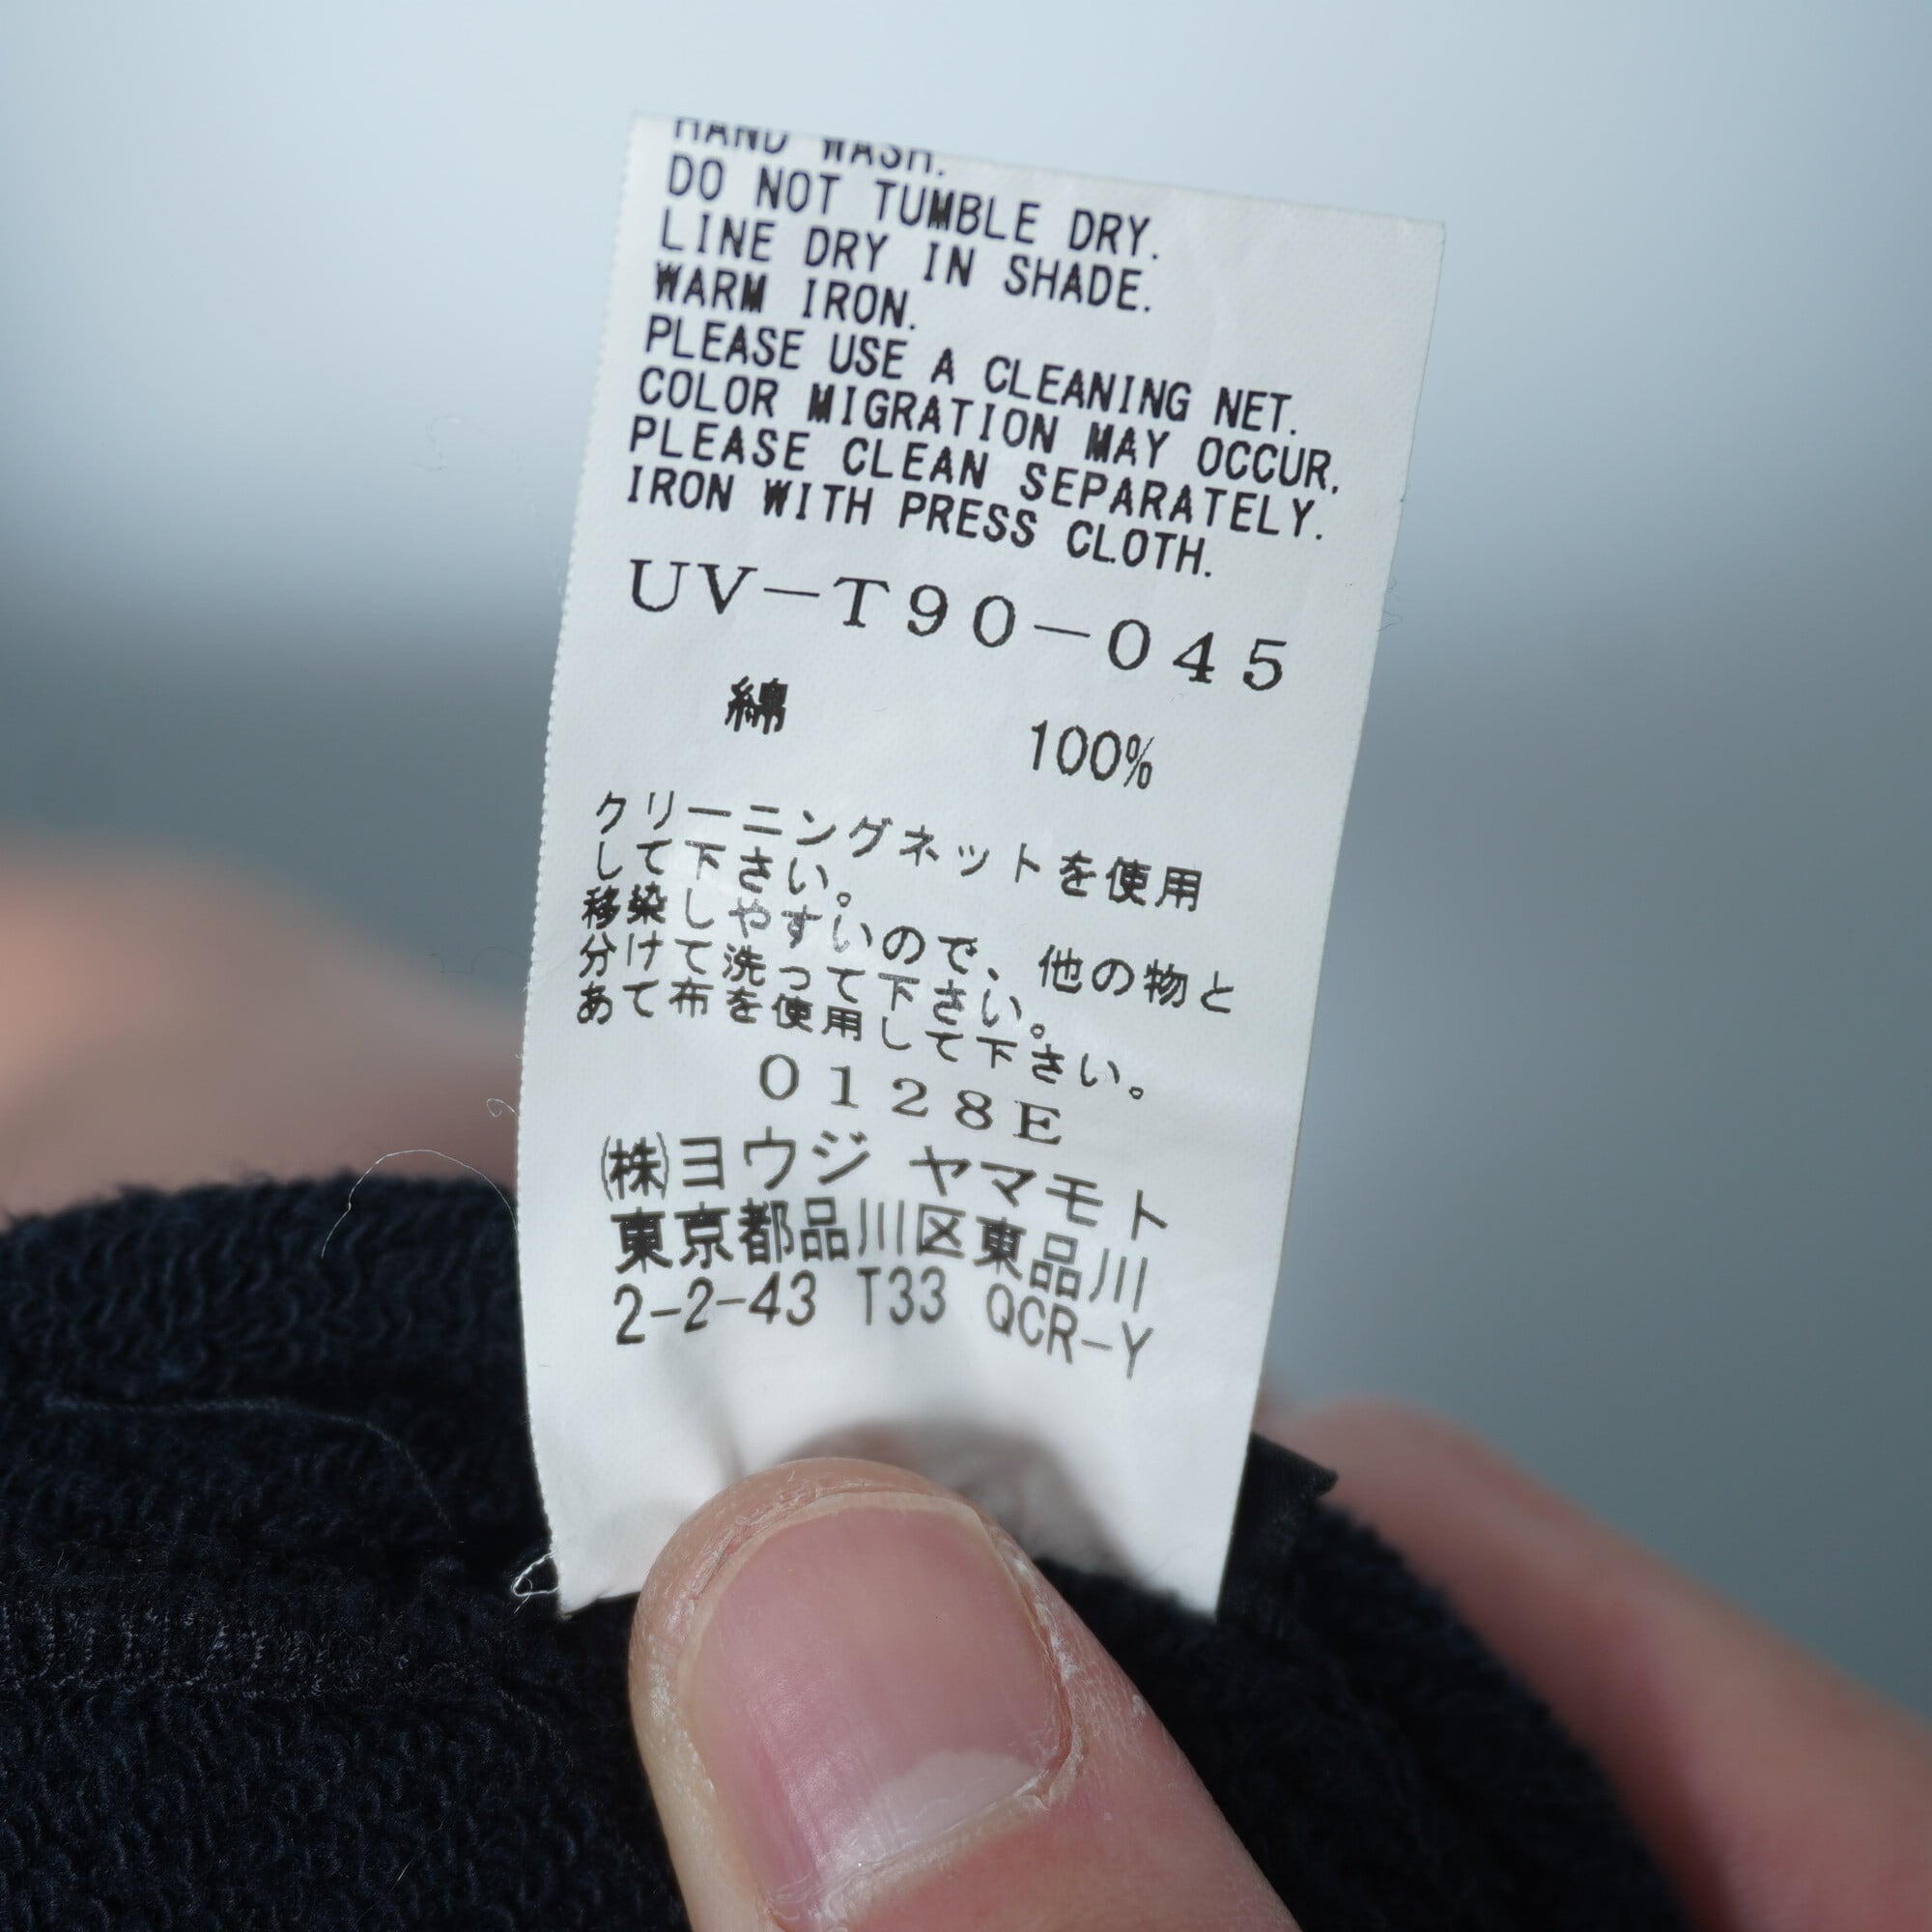 HAND WASH.
DO NOT TUMBLE DRY.
LINE DRY IN SHADE.
WARM IRON.
PLEASE USE A CLEANING NET.
COLOR MIGRATION MAY OCCUR.
PLEASE CLEAN SEPARATELY.
IRON WITH PRESS CLOTH.
UV-T90-045
綿 100%
クリーニングネットを使用
して下さい。
移染しやすいので、他の物と
分けて洗って下さい。
あて布を使用して下さい。
0128E
㈱ヨウジ ヤマモト
東京都品川区東品川
2-2-43 T33 QCR-Y